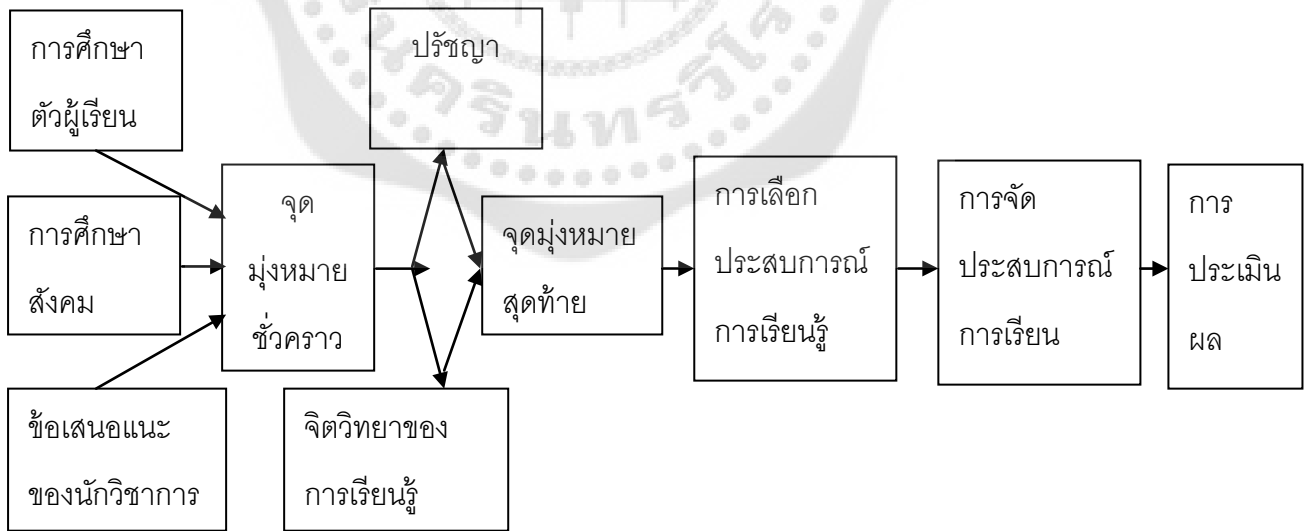 การศึกษา
ตัวผู้เรียน
ปรัชญา
การศึกษา
สังคม
จุด
มุ่งหมาย
ชั่วคราว
จุดมุ่งหมาย
สุดท้าย
การเลือก
ประสบการณ์
การเรียนรู้
การจัด
ประสบการณ์
การเรียน
การ
ประเมิน
ผล
ข้อเสนอแนะ
ของนักวิชาการ
จิตวิทยาของ
การเรียนรู้